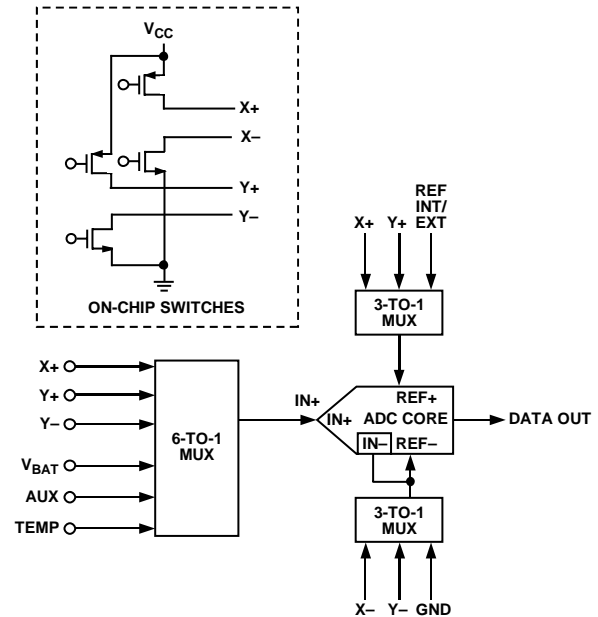 VCC
X+
X–
Y+
Y–
ON-CHIP SWITCHES
X+
Y+
REF
INT/
EXT
3-TO-1
MUX
X+
Y+
Y–
VBAT
AUX
TEMP
6-TO-1
MUX
IN+
IN+
REF+
ADC CORE
IN–
REF–
DATA OUT
3-TO-1
MUX
X–
Y–
GND